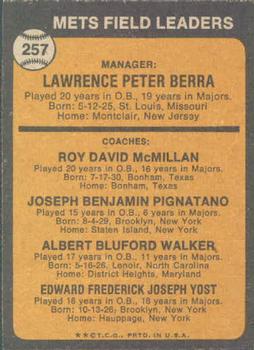 METS FIELD LEADERS
257
MANAGER:
LAWRENCE PETER BERRA
Played 20 years in O.B., 19 years in Majors.
Born: 5-12-25, St. Louis, Missouri
Home: Montclair, New Jersay
COACHES:
ROY DAVID McMILLAN
Played 20 years in O.B., 16 years in Majors.
Born: 7-17-30, Bonham, Texas
Home: Bonham, Texas
JOSEPH BENJAMIN PIGNATANO
Played 15 years in O.B., 6 years in Majors.
Born: 8-4-29, Brooklyn, New York
Home: Staten Island, New York
ALBERT BLUFORD WALKER
Played 17 years in O.B., 11 years in Majors.
Born: 5-16-26, Lenoir, North Carolina
Home: District Heights, Maryland
EDWARD FREDERICK JOSEPH YOST
Played 18 years in O.B., 18 years in Majors.
Born: 10-13-26; Brooklyn, New York
Home: Hauppage, New York
★★©T.C.G., PRTD. IN U.S.A.